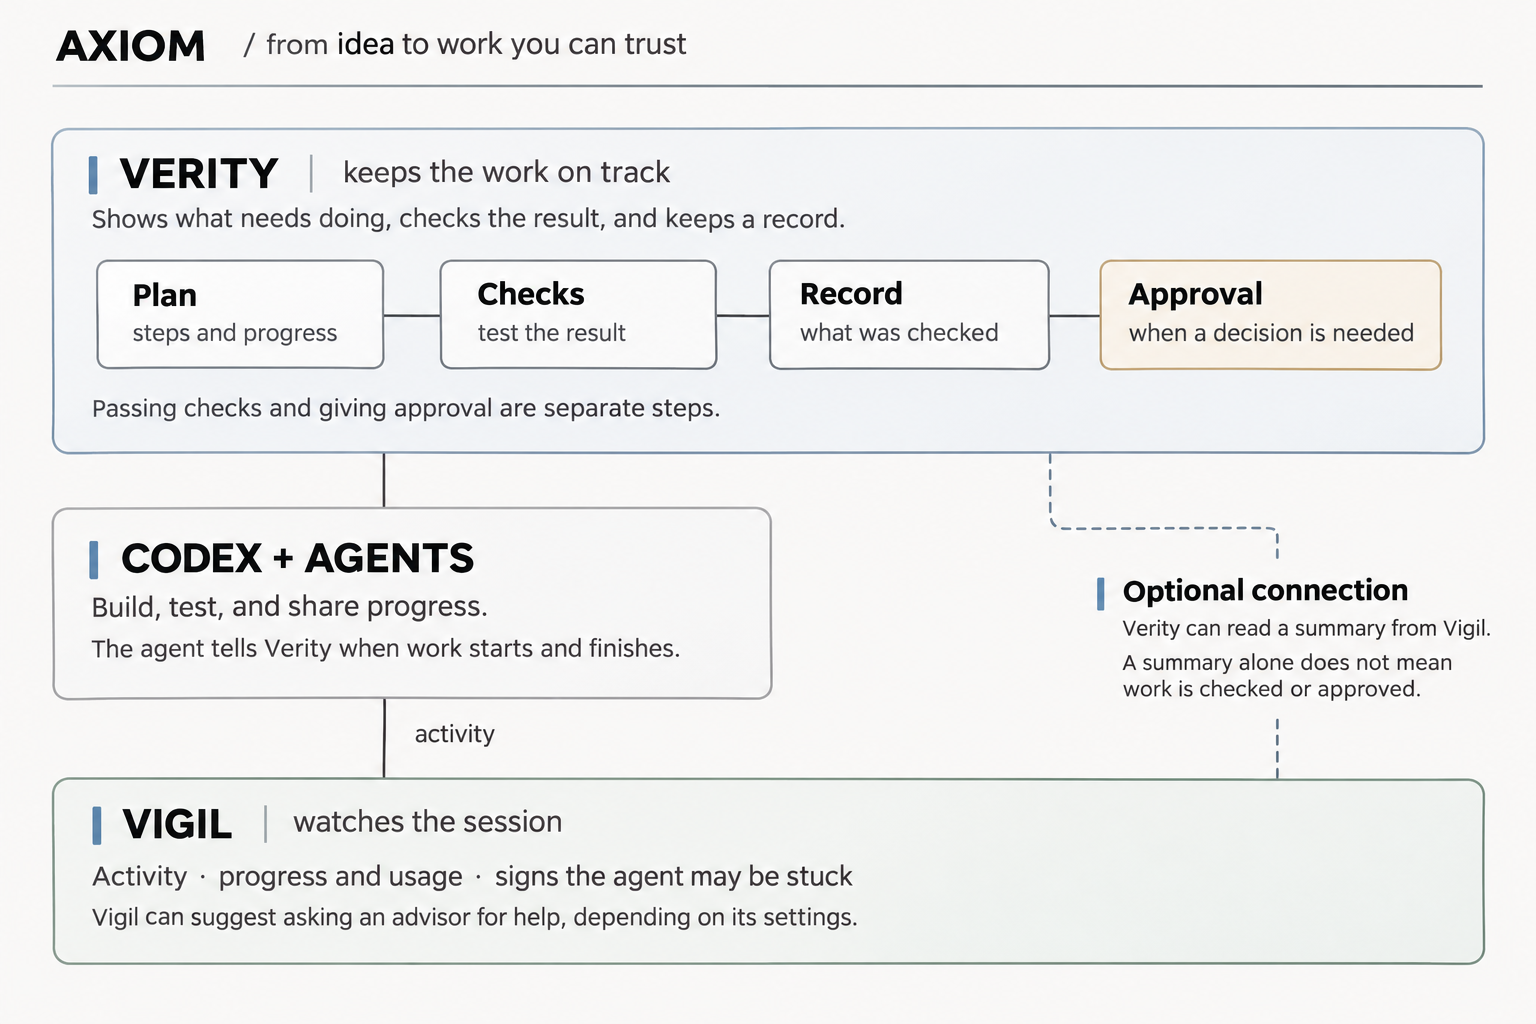 AXIOM / from idea to work you can trust
VERITY | keeps the work on track
Shows what needs doing, checks the result, and keeps a record.
Plan
steps and progress
Checks
test the result
Record
what was checked
Approval
when a decision is needed
Passing checks and giving approval are separate steps.
CODEX + AGENTS
Build, test, and share progress.
The agent tells Verity when work starts and finishes.
Optional connection
Verity can read a summary from Vigil.
A summary alone does not mean
work is checked or approved.
activity
VIGIL | watches the session
Activity · progress and usage · signs the agent may be stuck
Vigil can suggest asking an advisor for help, depending on its settings.